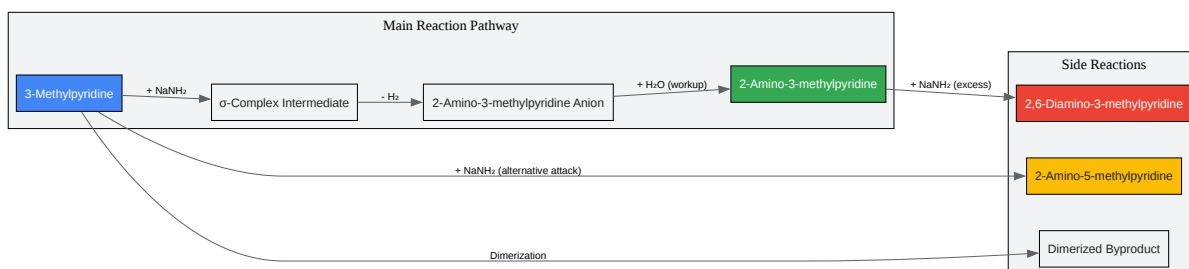 Main Reaction Pathway
Side Reactions
3-Methylpyridine
+ NaNH₂
σ-Complex Intermediate
- H₂
2-Amino-3-methylpyridine Anion
+ H₂O (workup)
2-Amino-3-methylpyridine
+ NaNH₂ (excess)
2,6-Diamino-3-methylpyridine
+ NaNH₂ (alternative attack)
2-Amino-5-methylpyridine
Dimerization
Dimerized Byproduct